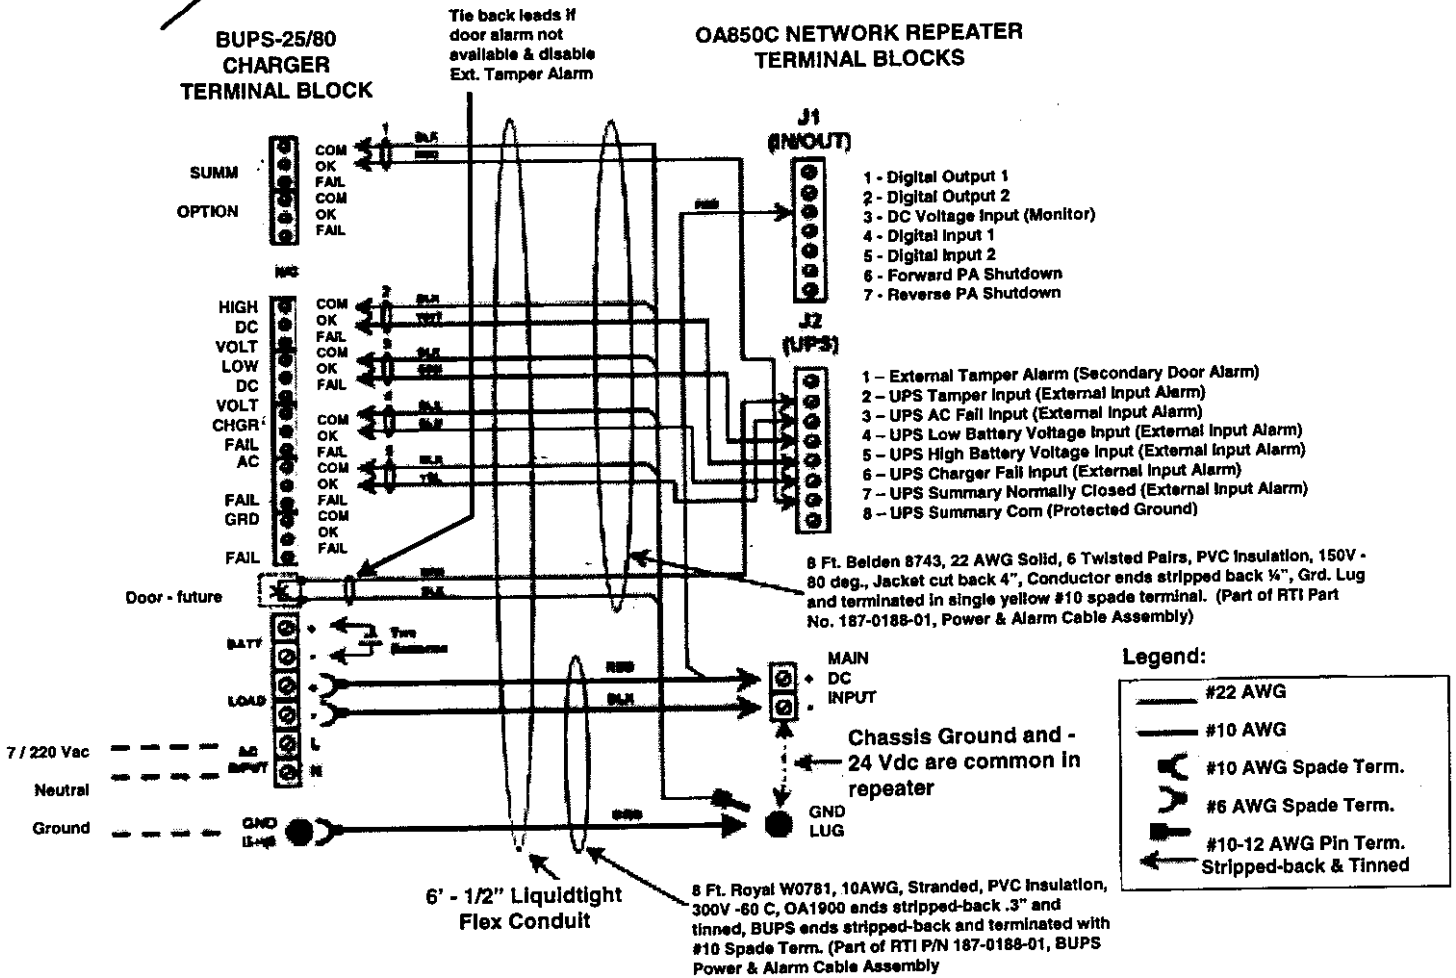 Tie back leads if
door alarm not
available & disable
Ext. Tamper Alarm
BUPS-25/80
CHARGER
TERMINAL BLOCK
OA850C NETWORK REPEATER
TERMINAL BLOCKS
J1
(IN/OUT)
1 - Digital Output 1
2 - Digital Output 2
3 - DC Voltage Input (Monitor)
4 - Digital Input 1
5 - Digital Input 2
6 - Forward PA Shutdown
7 - Reverse PA Shutdown
SUMM
OPTION
COM
OK
FAIL
COM
OK
FAIL
BLK
RED
N/C
HIGH
DC
VOLT
LOW
DC
VOLT
CHGR
FAIL
AC
FAIL
GRD
FAIL
COM
OK
FAIL
COM
OK
FAIL
COM
OK
FAIL
COM
OK
FAIL
COM
OK
FAIL
BLK
BLK
BLK
BLK
YEL
J2
(UPS)
1 – External Tamper Alarm (Secondary Door Alarm)
2 – UPS Tamper Input (External Input Alarm)
3 – UPS AC Fail Input (External Input Alarm)
4 – UPS Low Battery Voltage Input (External Input Alarm)
5 – UPS High Battery Voltage Input (External Input Alarm)
6 – UPS Charger Fail Input (External Input Alarm)
7 – UPS Summary Normally Closed (External Input Alarm)
8 – UPS Summary Com (Protected Ground)
8 Ft. Belden 8743, 22 AWG Solid, 6 Twisted Pairs, PVC Insulation, 150V -
80 deg., Jacket cut back 4", Conductor ends stripped back ¼", Grd. Lug
and terminated in single yellow #10 spade terminal. (Part of RTI Part
No. 187-0188-01, Power & Alarm Cable Assembly)
Door - future
BLK
BATT
+
-
Two
LOAD
+
-
RED
BLK
MAIN
DC
INPUT
+
-
7 / 220 Vac
Neutral
Ground
AC
INPUT
L
N
GND
Chassis Ground and -
24 Vdc are common in
repeater
GND
LUG
Legend:
#22 AWG
#10 AWG
#10 AWG Spade Term.
#6 AWG Spade Term.
#10-12 AWG Pin Term.
Stripped-back & Tinned
6' - 1/2" Liquidtight
Flex Conduit
8 Ft. Royal W0781, 10AWG, Stranded, PVC Insulation,
300V -60 C, OA1900 ends stripped-back .3" and
tinned, BUPS ends stripped-back and terminated with
#10 Spade Term. (Part of RTI P/N 187-0188-01, BUPS
Power & Alarm Cable Assembly